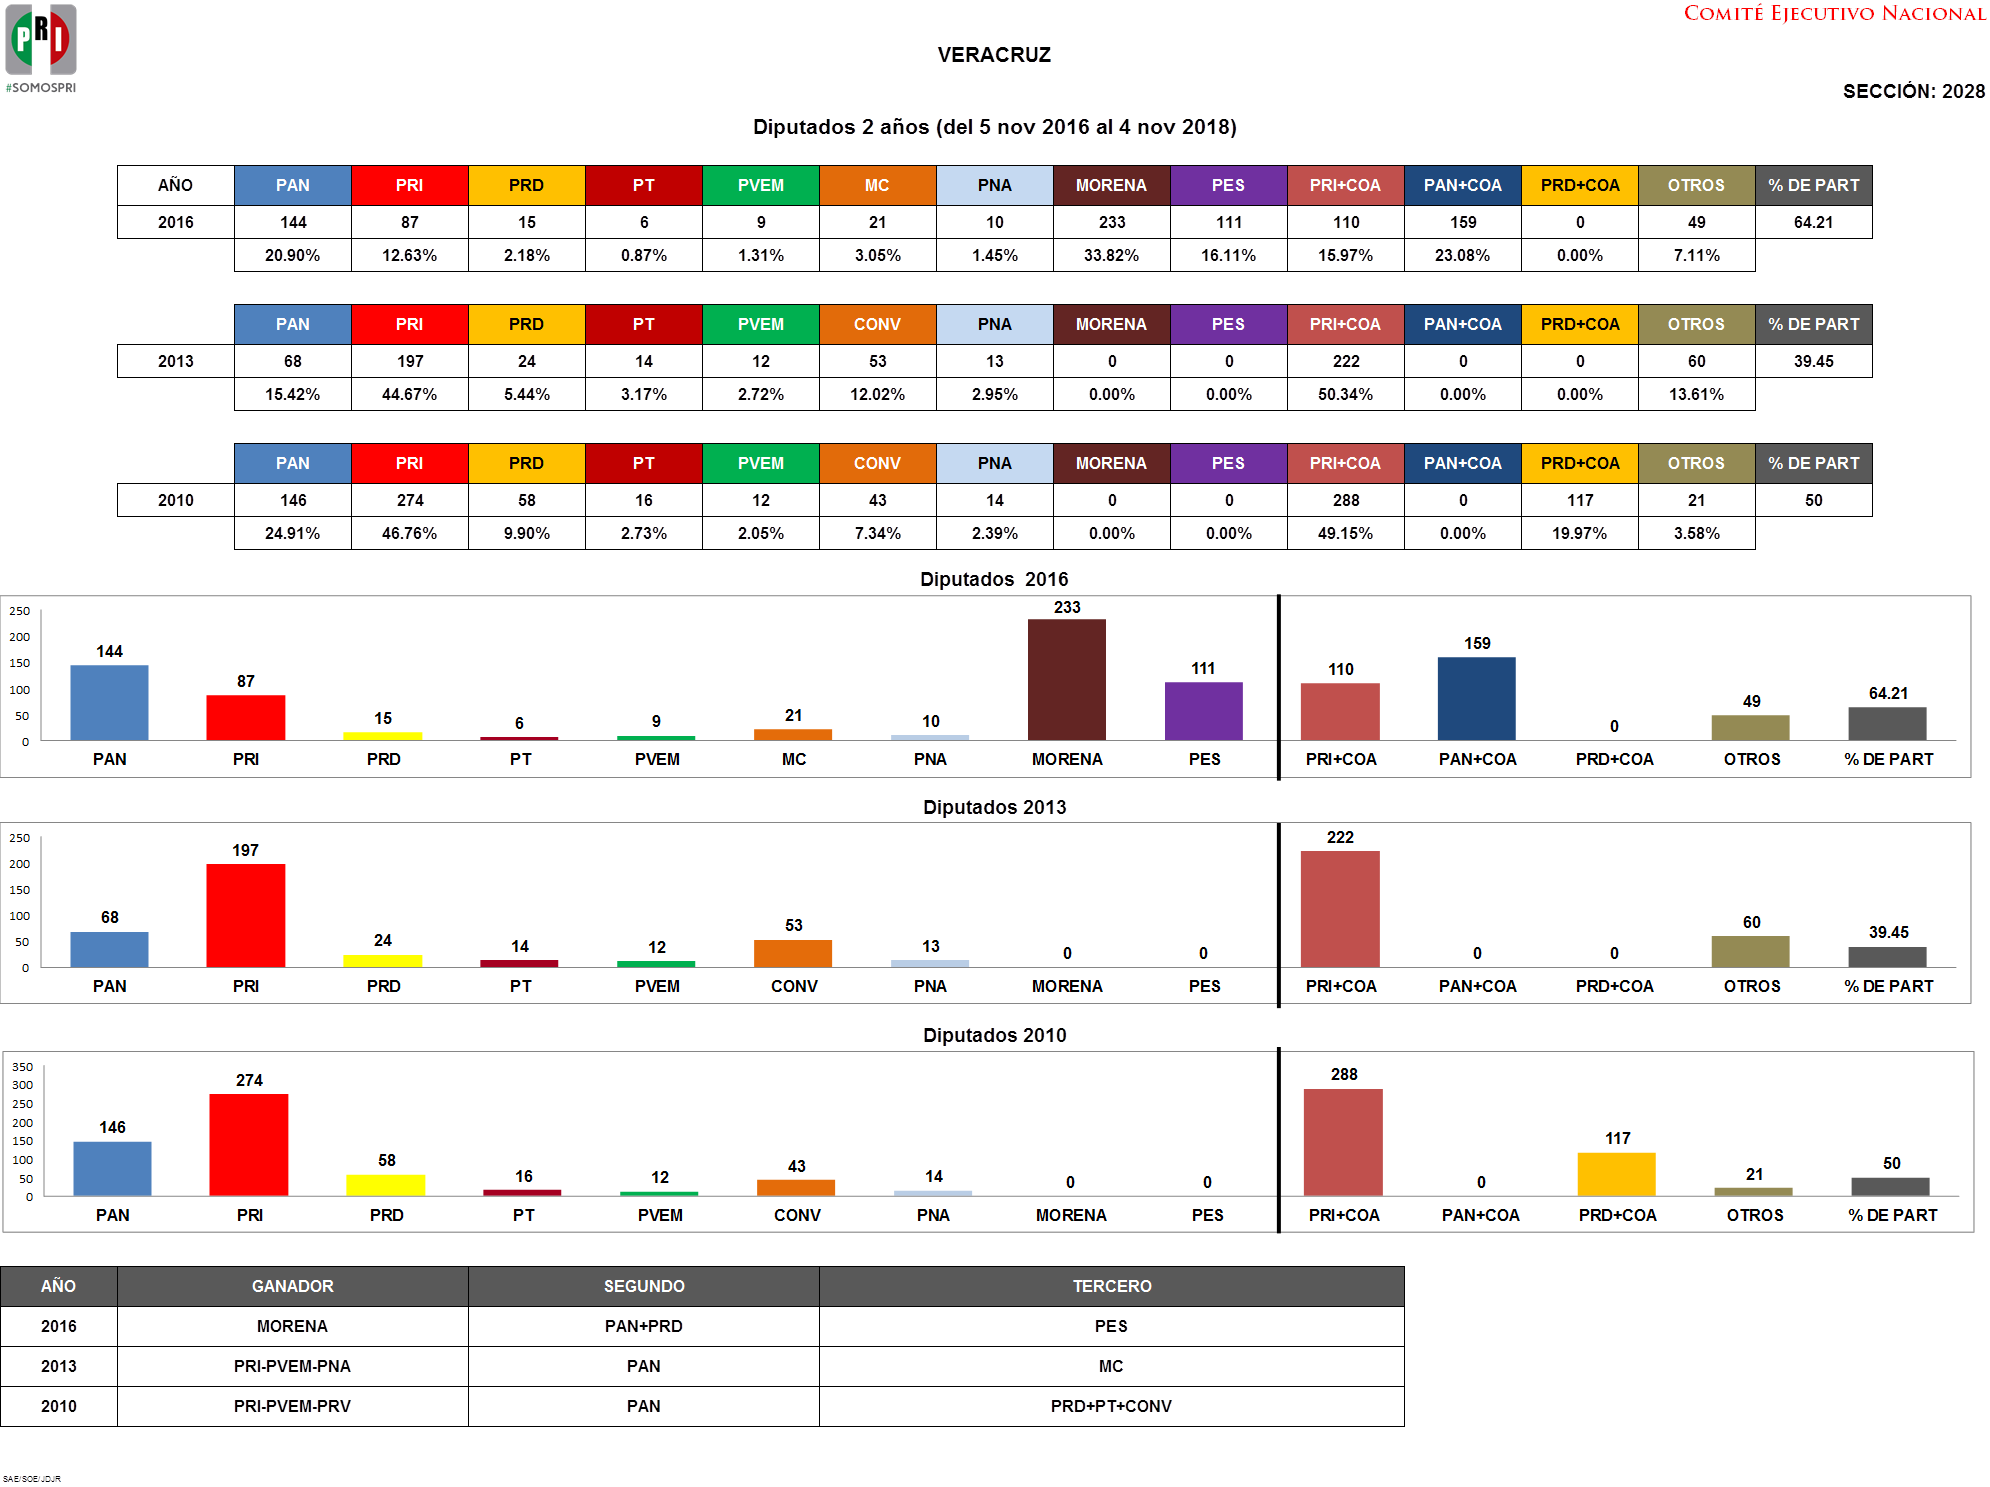 PRI
#SOMOSPRI
COMITÉ EJECUTIVO NACIONAL
VERACRUZ
SECCIÓN: 2028
Diputados 2 años (del 5 nov 2016 al 4 nov 2018)
AÑO PAN PRI PRD PT PVEM MC PNA MORENA PES PRI+COA PAN+COA PRD+COA OTROS % DE PART
2016 144 87 15 6 9 21 10 233 111 110 159 0 49 64.21
20.90% 12.63% 2.18% 0.87% 1.31% 3.05% 1.45% 33.82% 16.11% 15.97% 23.08% 0.00% 7.11%
PAN PRI PRD PT PVEM CONV PNA MORENA PES PRI+COA PAN+COA PRD+COA OTROS % DE PART
2013 68 197 24 14 12 53 13 0 0 222 0 0 60 39.45
15.42% 44.67% 5.44% 3.17% 2.72% 12.02% 2.95% 0.00% 0.00% 50.34% 0.00% 0.00% 13.61%
PAN PRI PRD PT PVEM CONV PNA MORENA PES PRI+COA PAN+COA PRD+COA OTROS % DE PART
2010 146 274 58 16 12 43 14 0 0 288 0 117 21 50
24.91% 46.76% 9.90% 2.73% 2.05% 7.34% 2.39% 0.00% 0.00% 49.15% 0.00% 19.97% 3.58%
Diputados 2016
250
200
150
100
50
0
144 87 15 6 9 21 10 233 111 110 159 0 49 64.21
PAN PRI PRD PT PVEM MC PNA MORENA PES PRI+COA PAN+COA PRD+COA OTROS % DE PART
Diputados 2013
250
200
150
100
50
0
68 197 24 14 12 53 13 0 0 222 0 0 60 39.45
PAN PRI PRD PT PVEM CONV PNA MORENA PES PRI+COA PAN+COA PRD+COA OTROS % DE PART
Diputados 2010
350
300
250
200
150
100
50
0
146 274 58 16 12 43 14 0 0 288 0 117 21 50
PAN PRI PRD PT PVEM CONV PNA MORENA PES PRI+COA PAN+COA PRD+COA OTROS % DE PART
AÑO GANADOR SEGUNDO TERCERO
2016 MORENA PAN+PRD PES
2013 PRI-PVEM-PNA PAN MC
2010 PRI-PVEM-PRV PAN PRD+PT+CONV
SAE/SOE/JDJR